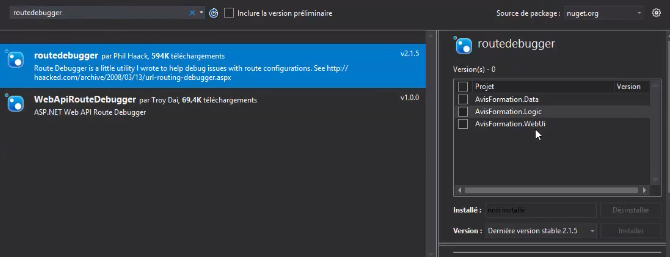 routedebugger
Inclure la version préliminaire
Source de package : nuget.org
routedebugger par Phil Haack, 594K téléchargements
v2.1.5
Route Debugger is a little utility I wrote to help debug issues with route configurations. See http://
haacked.com/archive/2008/03/13/url-routing-debugger.aspx
WebApiRouteDebugger par Troy Dai, 69,4K téléchargements
v1.0.0
ASP.NET Web API Route Debugger
routedebugger
Version(s) - 0
Projet Version
AvisFormation.Data
AvisFormation.Logic
AvisFormation.WebUi
Installé : non installé Désinstaller
Version : Dernière version stable 2.1.5 Installer